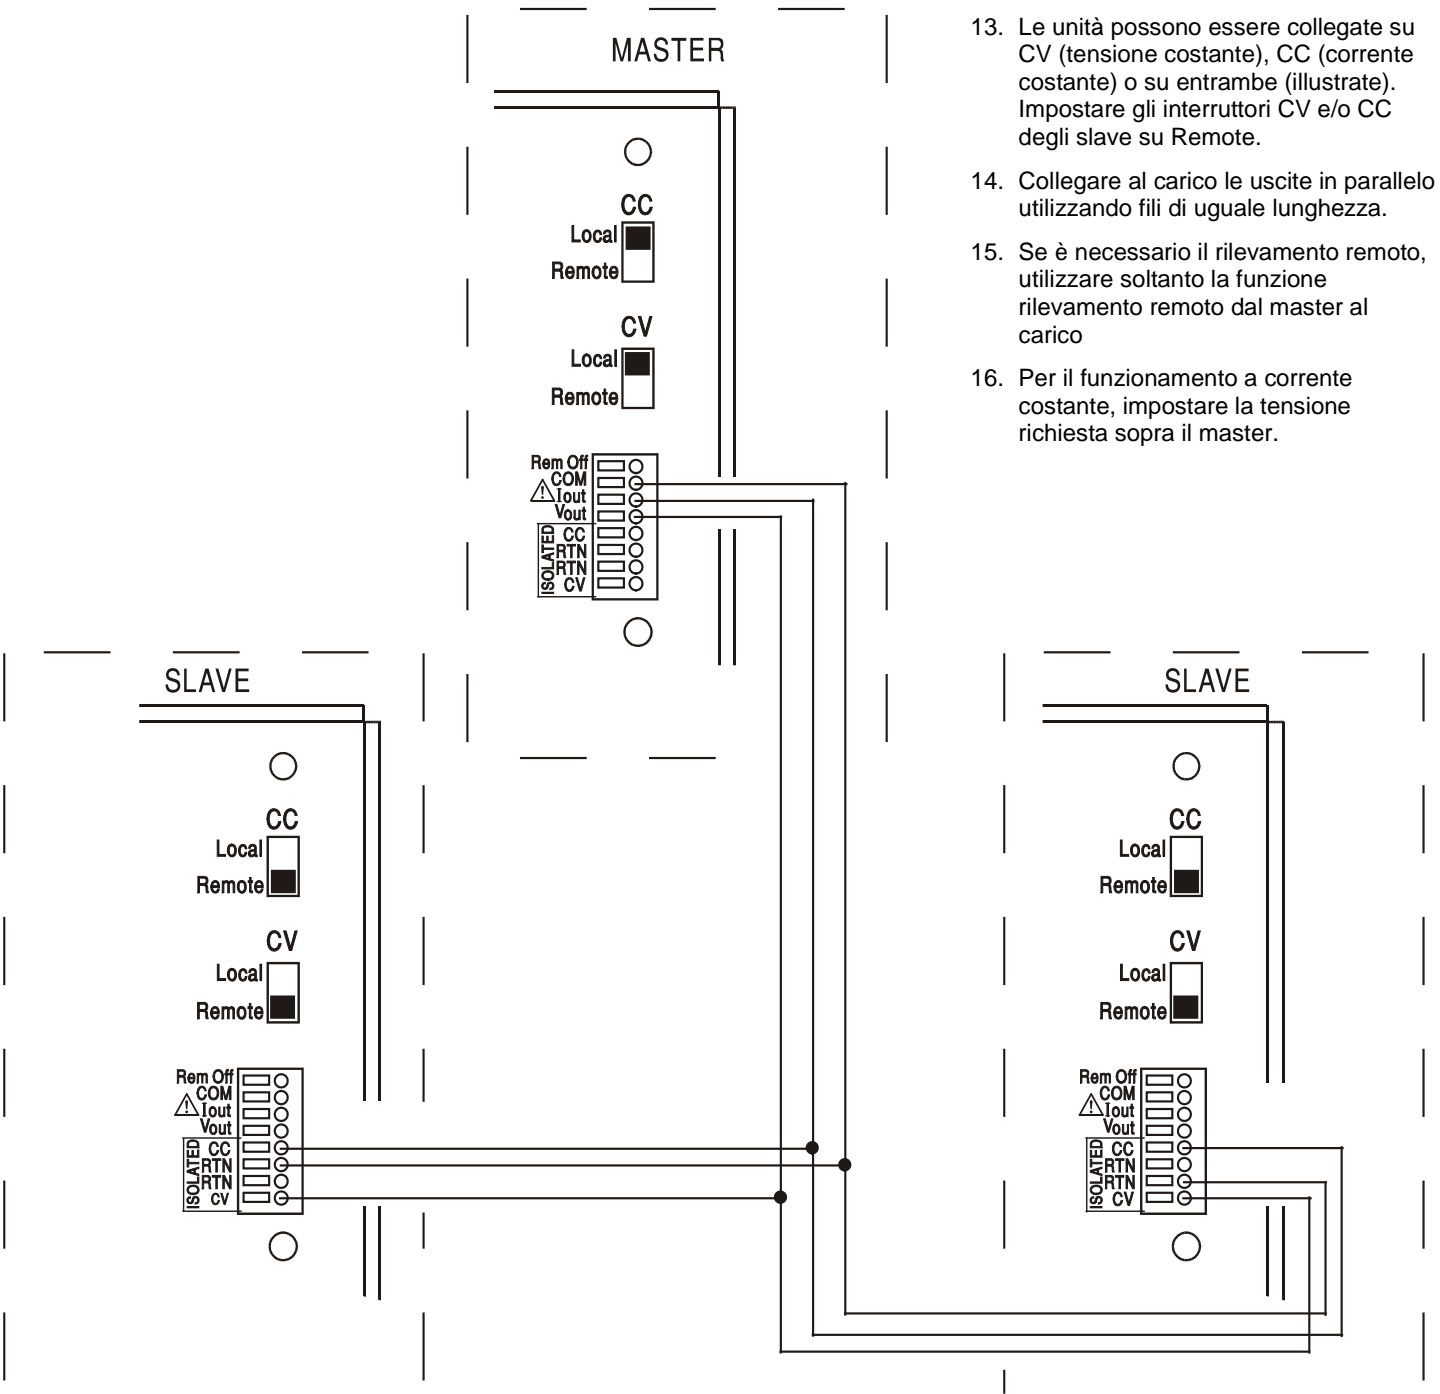 MASTER
CC
Local
Remote
CV
Local
Remote
Rem Off
COM
Iout
Vout
ISOLATED
CC
RTN
RTN
CV
13. Le unità possono essere collegate su
CV (tensione costante), CC (corrente
costante) o su entrambe (illustrate).
Impostare gli interruttori CV e/o CC
degli slave su Remote.
14. Collegare al carico le uscite in parallelo
utilizzando fili di uguale lunghezza.
15. Se è necessario il rilevamento remoto,
utilizzare soltanto la funzione
rilevamento remoto dal master al
carico
16. Per il funzionamento a corrente
costante, impostare la tensione
richiesta sopra il master.
SLAVE
CC
Local
Remote
CV
Local
Remote
Rem Off
COM
Iout
Vout
ISOLATED
CC
RTN
RTN
CV
SLAVE
CC
Local
Remote
CV
Local
Remote
Rem Off
COM
Iout
Vout
ISOLATED
CC
RTN
RTN
CV